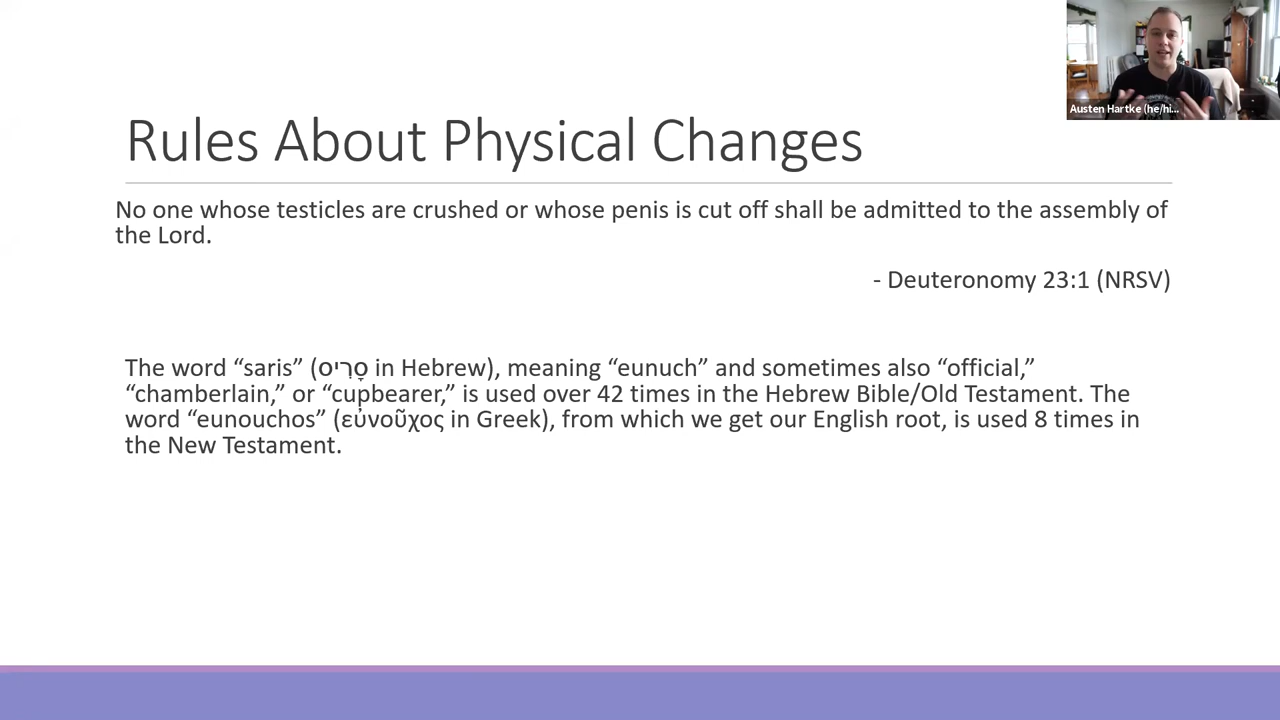 Austen Hartke (he/hi...
Rules About Physical Changes
No one whose testicles are crushed or whose penis is cut off shall be admitted to the assembly of
the Lord.
- Deuteronomy 23:1 (NRSV)
The word “saris” (סָרִיס in Hebrew), meaning “eunuch” and sometimes also “official,”
“chamberlain,” or “cupbearer,” is used over 42 times in the Hebrew Bible/Old Testament. The
word “eunouchos” (εὐνοῦχος in Greek), from which we get our English root, is used 8 times in
the New Testament.